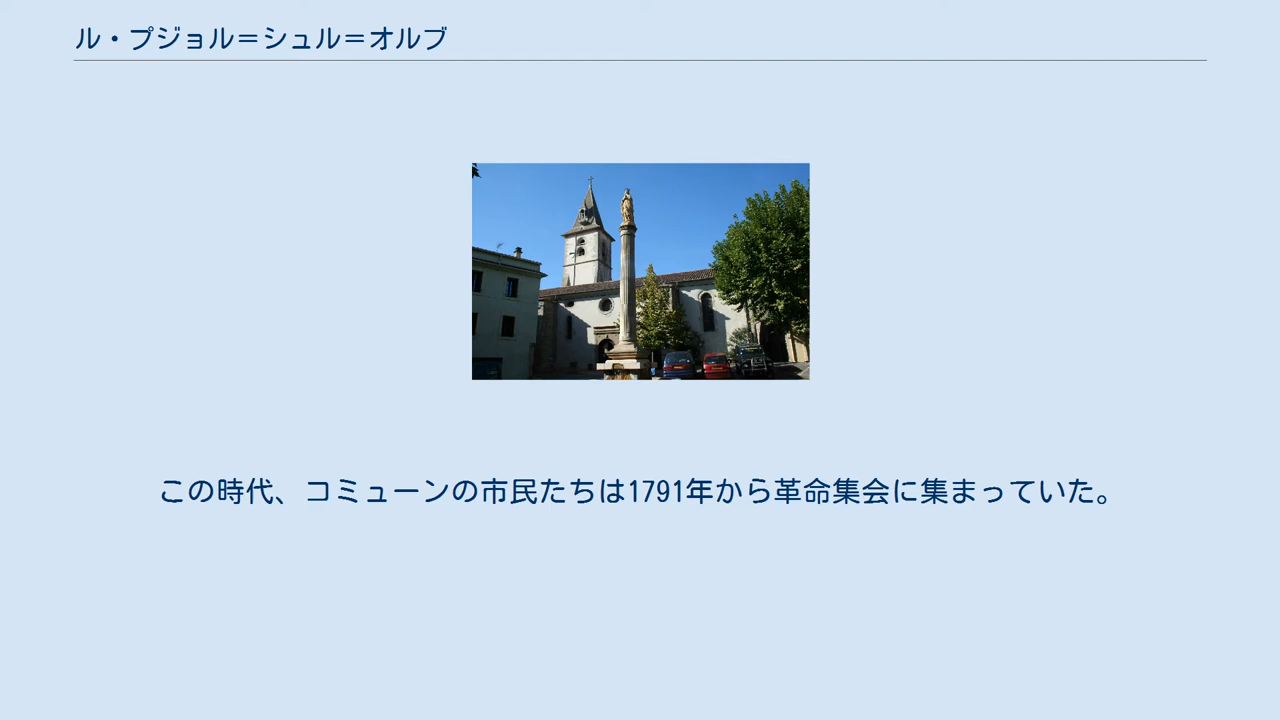 ル・プジョル＝シュル＝オルブ
この時代、コミューンの市民たちは1791年から革命集会に集まっていた。